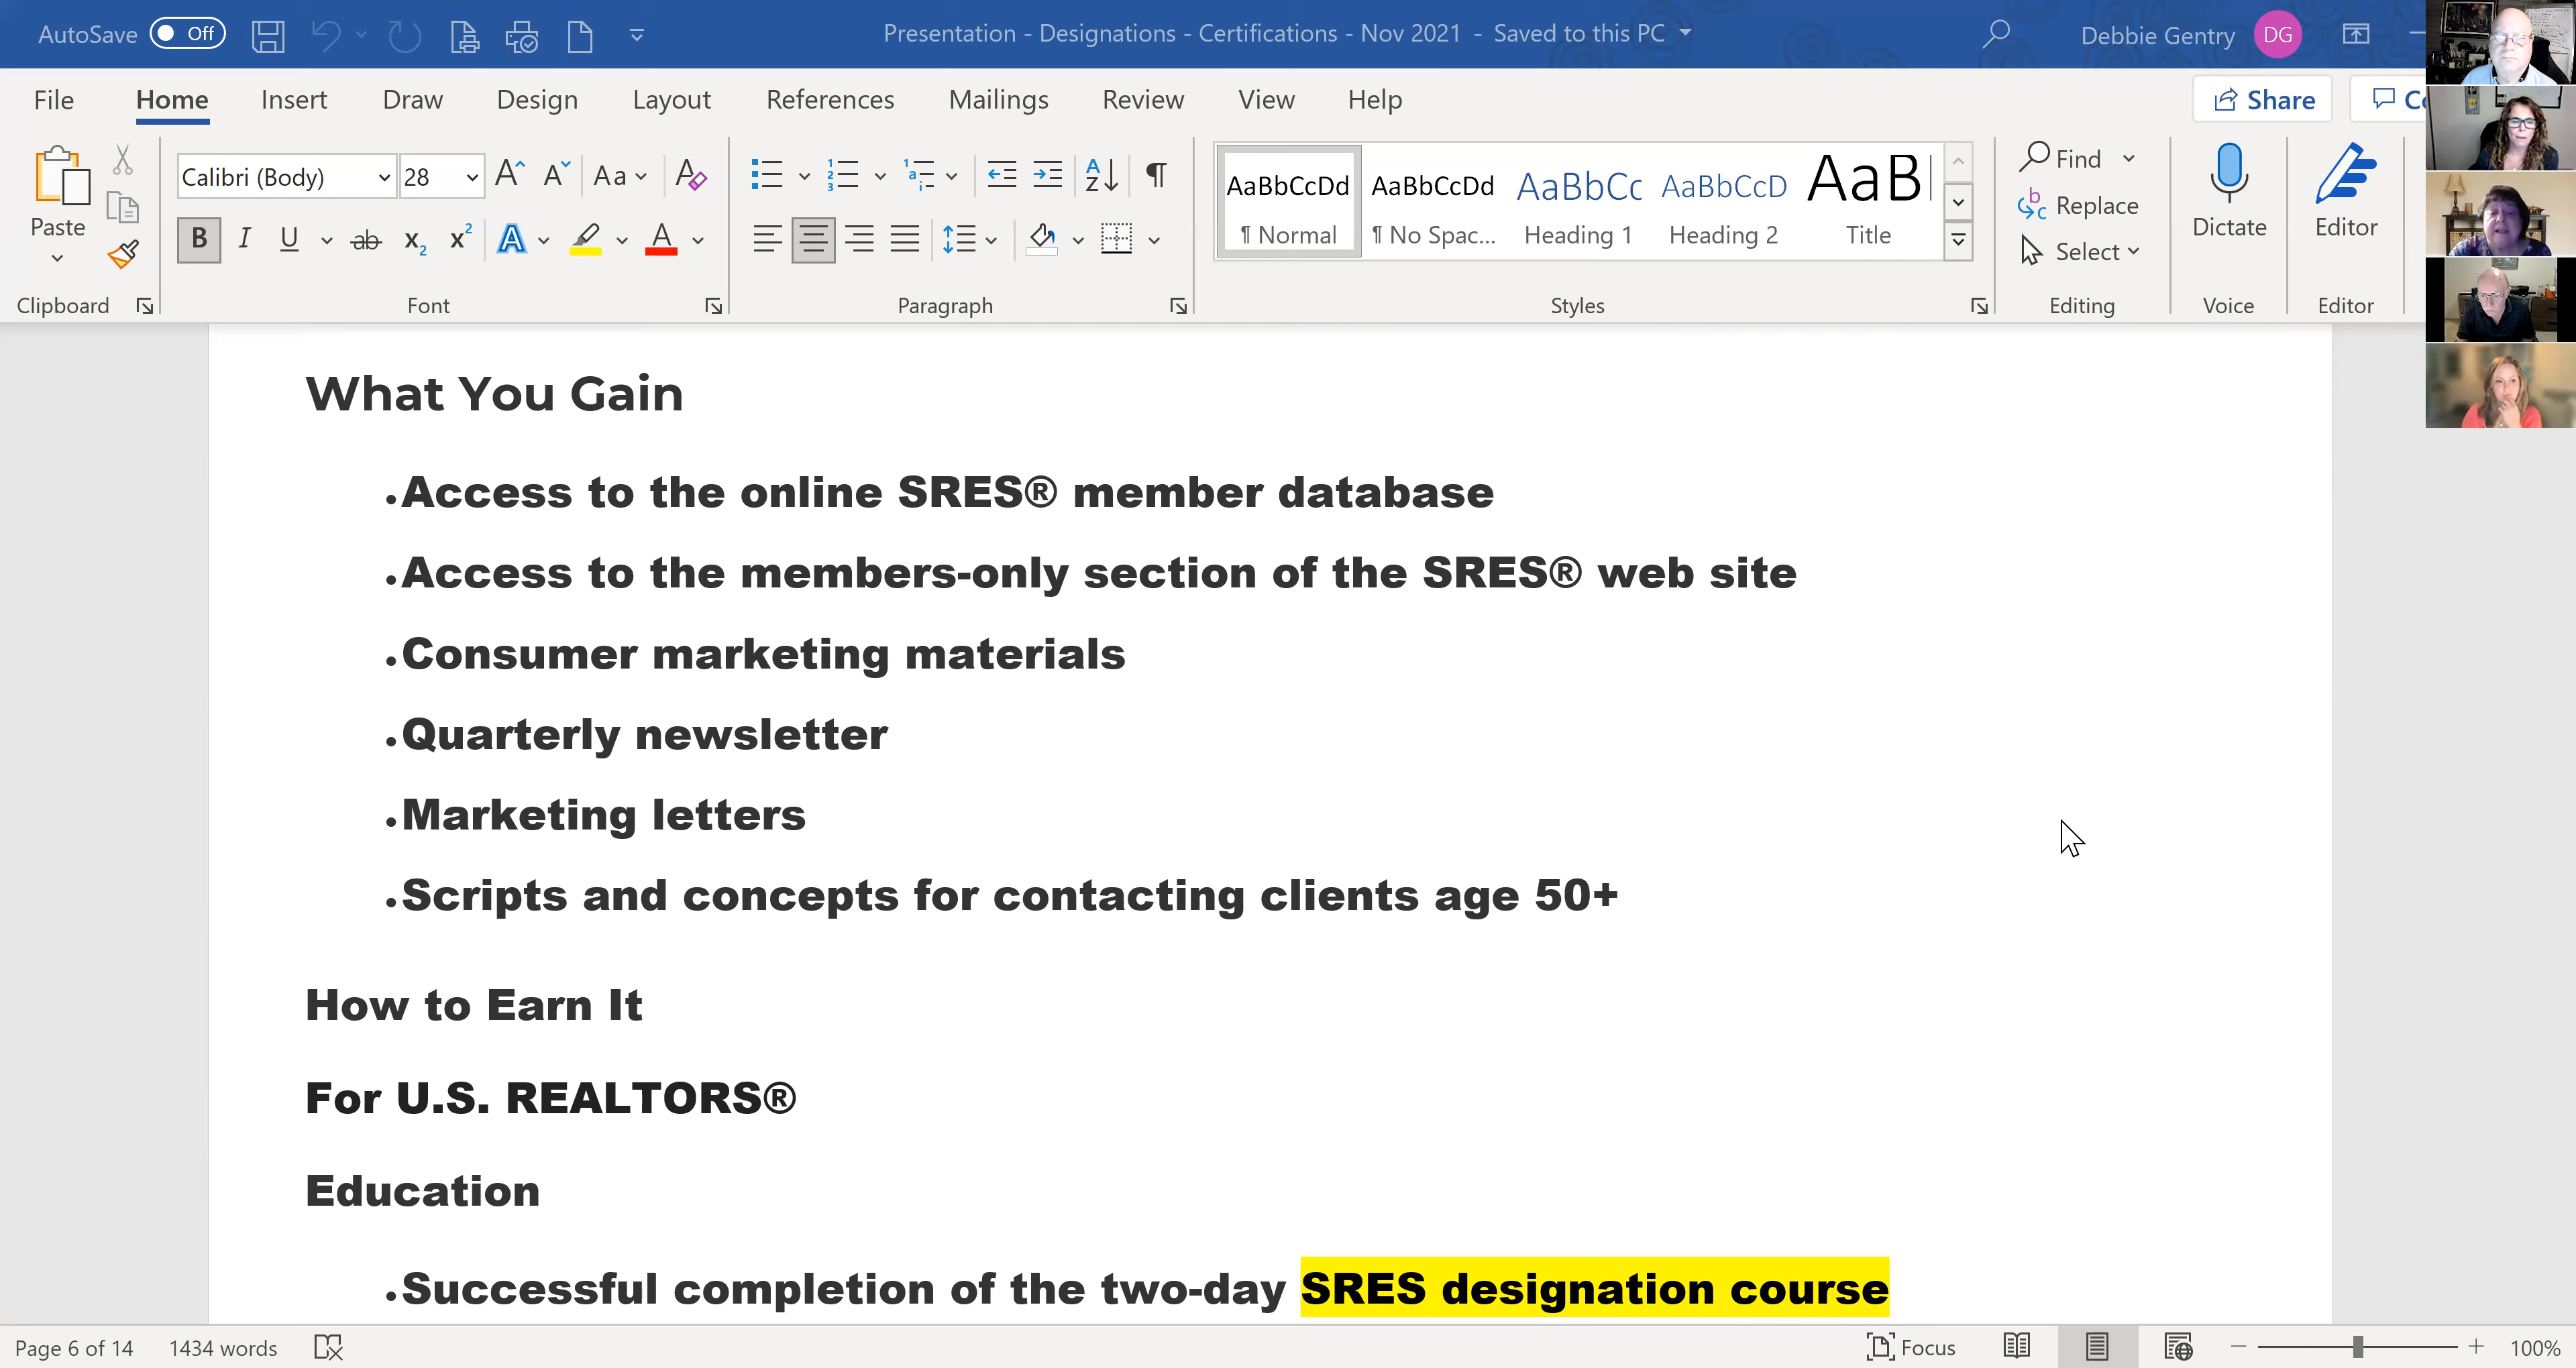 AutoSave Off
Presentation - Designations - Certifications - Nov 2021 - Saved to this PC
Debbie Gentry DG
File Home Insert Draw Design Layout References Mailings Review View Help
Share
Paste
Calibri (Body) 28
Aa
B I U ab x2 x2 A A
AaBbCcDd AaBbCcDd AaBbCc AaBbCcD AaB
¶ Normal ¶ No Spac... Heading 1 Heading 2 Title
Find
Replace
Select
Dictate
Editor
Clipboard Font Paragraph Styles Editing Voice Editor
What You Gain
•Access to the online SRES® member database
•Access to the members-only section of the SRES® web site
•Consumer marketing materials
•Quarterly newsletter
•Marketing letters
•Scripts and concepts for contacting clients age 50+
How to Earn It
For U.S. REALTORS®
Education
•Successful completion of the two-day SRES designation course
Page 6 of 14 1434 words
Focus
100%